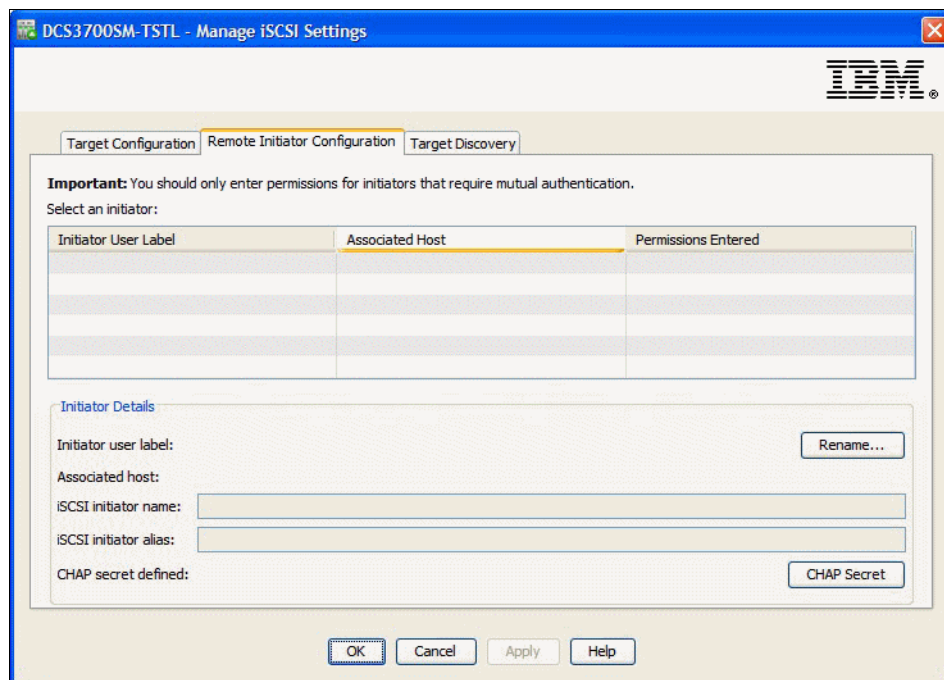 DCS3700SM-TSTL - Manage iSCSI Settings
IBM®
Target Configuration Remote Initiator Configuration Target Discovery
Important: You should only enter permissions for initiators that require mutual authentication.
Select an initiator:
Initiator User Label Associated Host Permissions Entered
Initiator Details
Initiator user label: Rename...
Associated host:
iSCSI initiator name:
iSCSI initiator alias:
CHAP secret defined: CHAP Secret
OK Cancel Apply Help